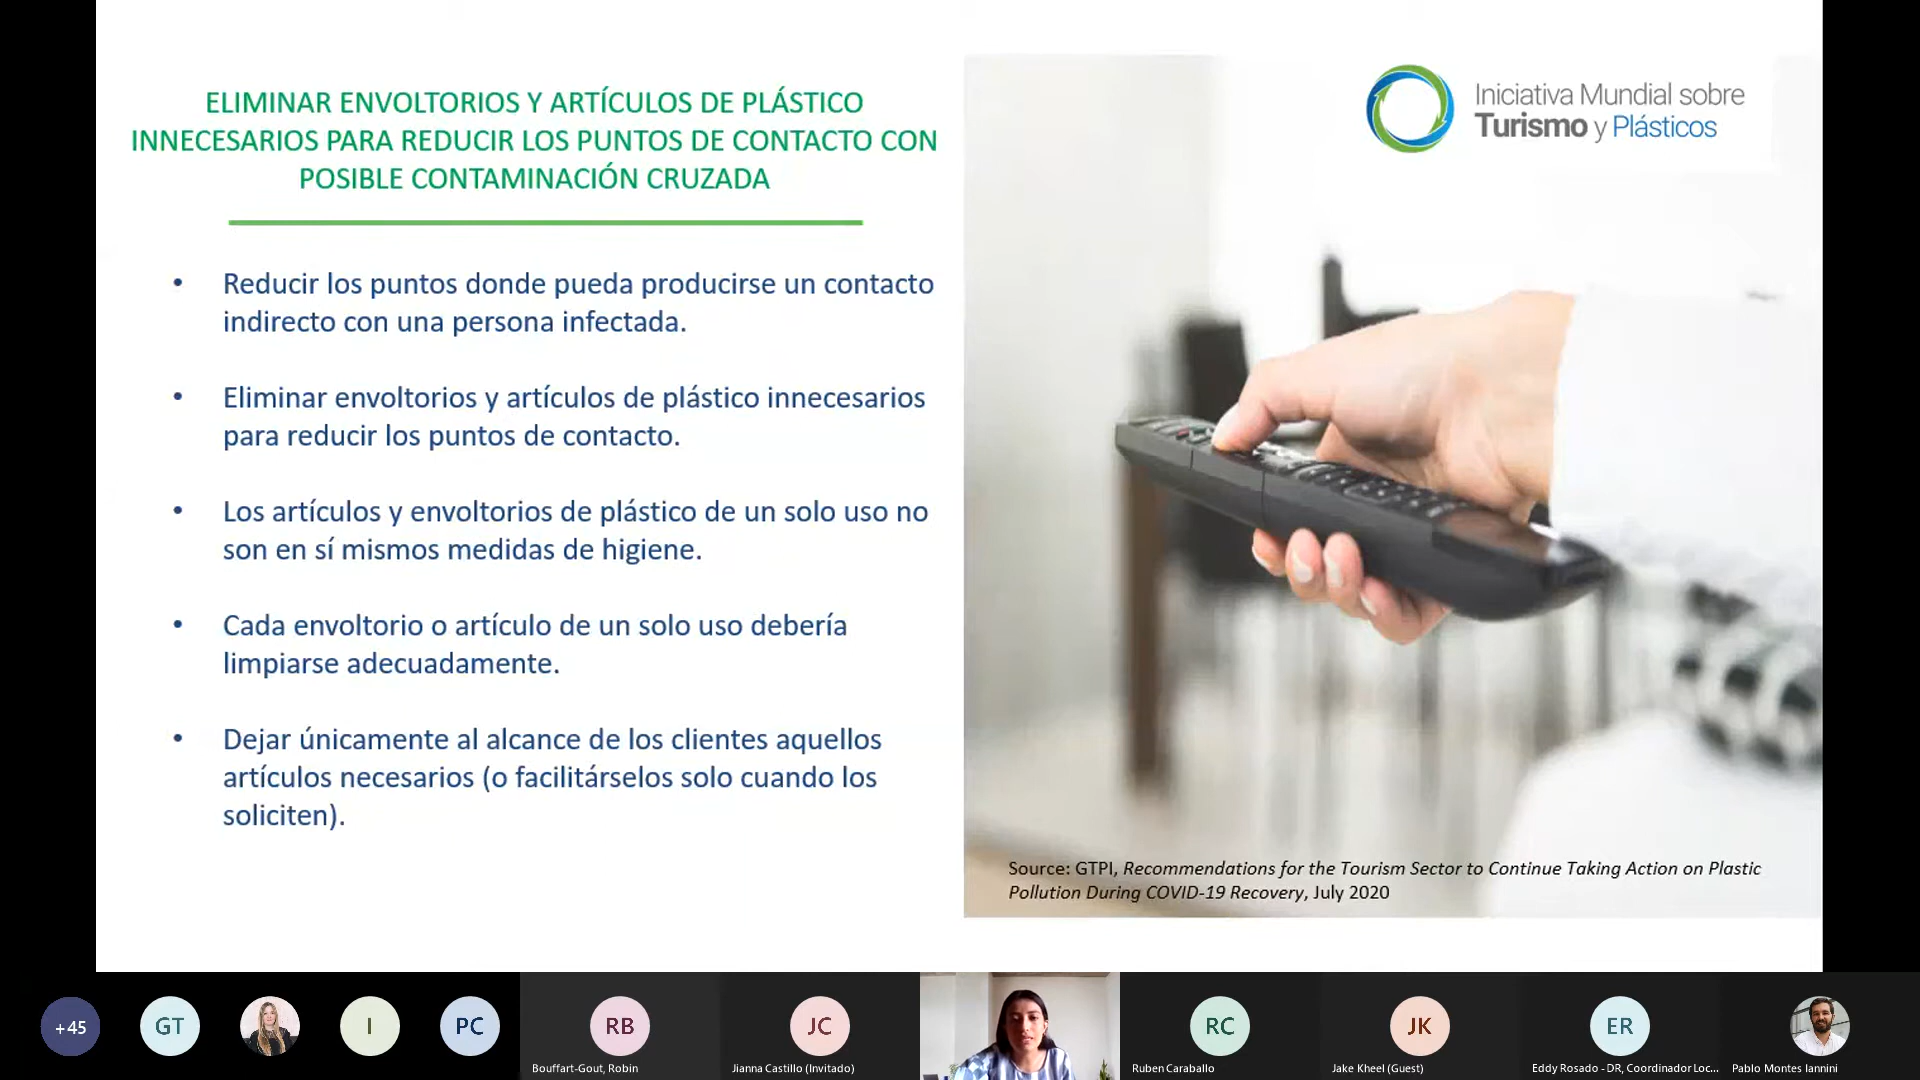 ELIMINAR ENVOLTORIOS Y ARTÍCULOS DE PLÁSTICO
INNECESARIOS PARA REDUCIR LOS PUNTOS DE CONTACTO CON
POSIBLE CONTAMINACIÓN CRUZADA
• Reducir los puntos donde pueda producirse un contacto
indirecto con una persona infectada.
• Eliminar envoltorios y artículos de plástico innecesarios
para reducir los puntos de contacto.
• Los artículos y envoltorios de plástico de un solo uso no
son en sí mismos medidas de higiene.
• Cada envoltorio o artículo de un solo uso debería
limpiarse adecuadamente.
• Dejar únicamente al alcance de los clientes aquellos
artículos necesarios (o facilitárselos solo cuando los
soliciten).
Iniciativa Mundial sobre
Turismo y Plásticos
Source: GTPI, Recommendations for the Tourism Sector to Continue Taking Action on Plastic
Pollution During COVID-19 Recovery, July 2020
+45
GT
I
PC
RB
Bouffart-Gout, Robin
JC
Jianna Castillo (Invitado)
RC
Ruben Caraballo
JK
Jake Kheel (Guest)
ER
Eddy Rosado - DR, Coordinador Loc...
Pablo Montes Iannini